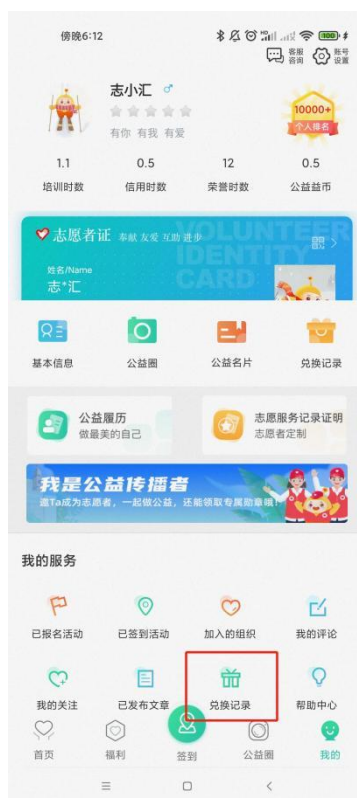 傍晚6:12
100
客服咨询
账号设置
志小汇
有你 有我 有爱
10000+
个人排名
1.1
0.5
12
0.5
培训时数
信用时数
荣誉时数
公益益币
志愿者证 奉献 友爱 互助 进步
VOLUNTEER
IDENTITY
CARD
姓名/Name
志*汇
基本信息
公益圈
公益名片
兑换记录
公益履历
做最美的自己
志愿服务记录证明
志愿者定制
我是公益传播者
邀Ta成为志愿者，一起做公益，还能领取专属勋章哦！
我的服务
已报名活动
已签到活动
加入的组织
我的评论
我的关注
已发布文章
兑换记录
帮助中心
首页
福利
签到
公益圈
我的